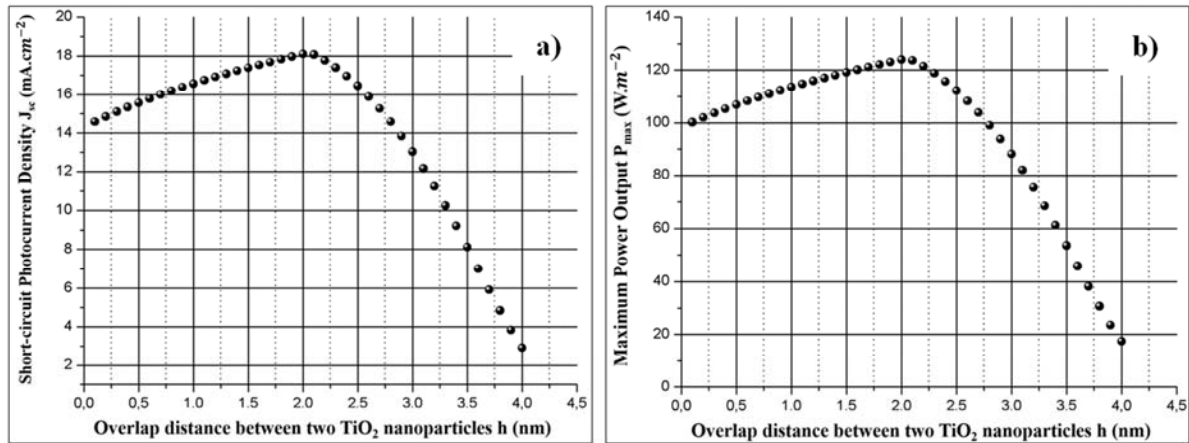 a)
Short-circuit Photocurrent Density J_sc (mA.cm⁻²)
20
18
16
14
12
10
8
6
4
2
0,0 0,5 1.0 1.5 2.0 2.5 3.0 3.5 4.0 4,5
Overlap distance between two TiO₂ nanoparticles h (nm)
b)
Maximum Power Output P_max (W.m⁻²)
140
120
100
80
60
40
20
0
0,0 0,5 1.0 1.5 2.0 2.5 3.0 3.5 4.0 4,5
Overlap distance between two TiO₂ nanoparticles h (nm)